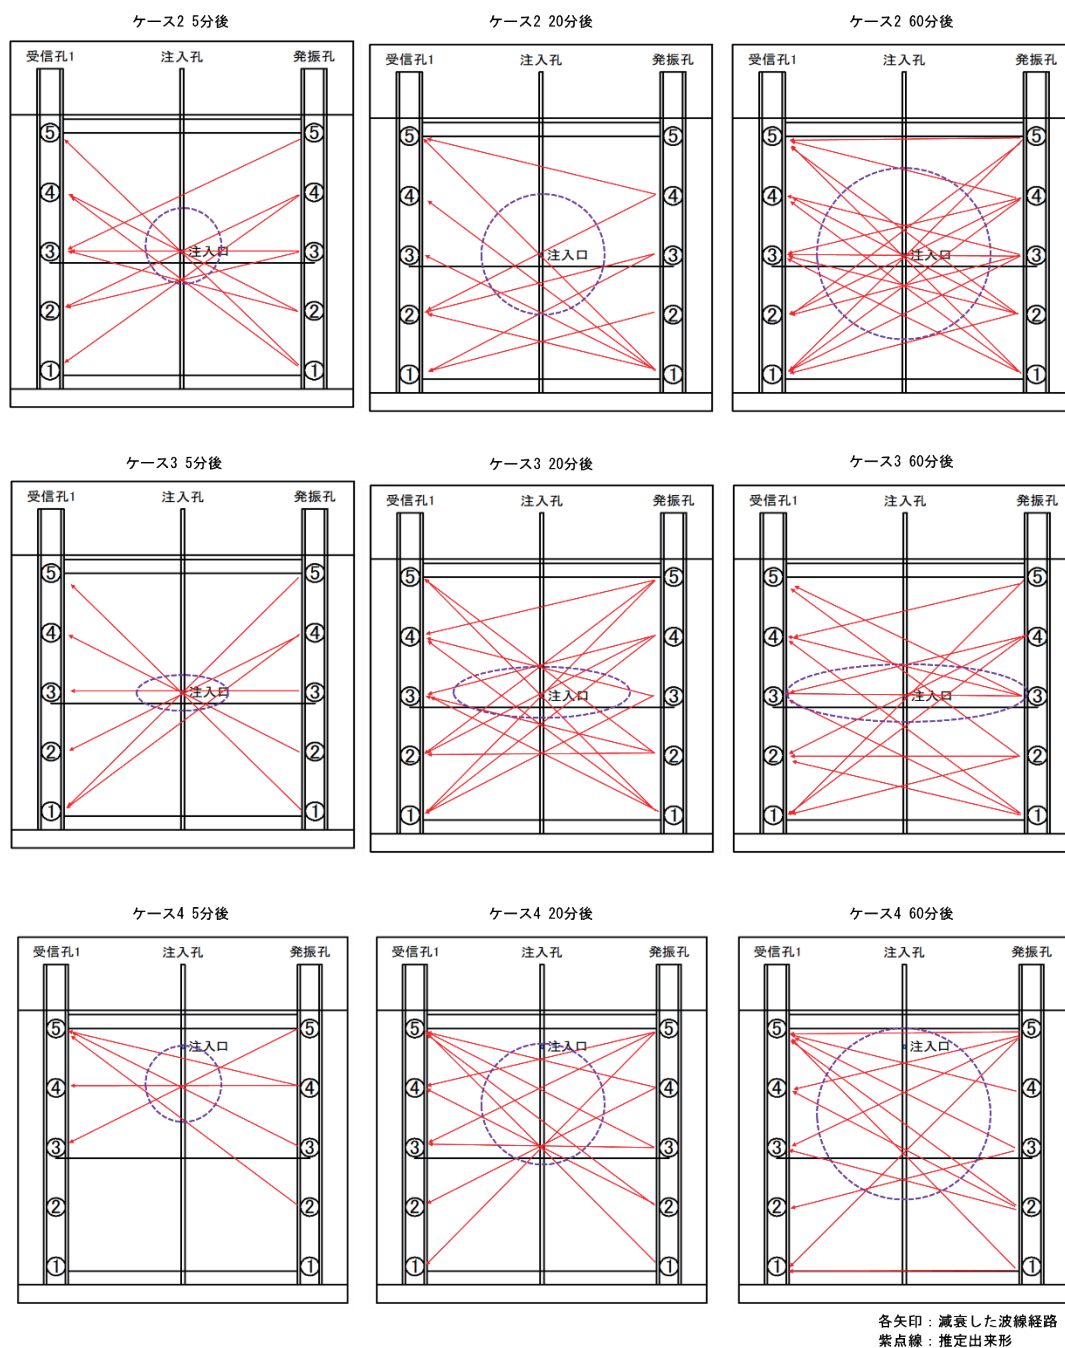 ケース2 5分後
ケース2 20分後
ケース2 60分後
受信孔1 注入孔 発振孔
受信孔1 注入孔 発振孔
受信孔1 注入孔 発振孔
⑤ ⑤
⑤ ⑤
⑤ ⑤
④ ④
④ ④
④ ④
③ 注入口 ③
③ 注入口 ③
③ 注入口 ③
② ②
② ②
② ②
① ①
① ①
① ①
ケース3 5分後
ケース3 20分後
ケース3 60分後
受信孔1 注入孔 発振孔
受信孔1 注入孔 発振孔
受信孔1 注入孔 発振孔
⑤ ⑤
⑤ ⑤
⑤ ⑤
④ ④
④ ④
④ ④
③ 注入口 ③
③ 注入口 ③
③ 注入口 ③
② ②
② ②
② ②
① ①
① ①
① ①
ケース4 5分後
ケース4 20分後
ケース4 60分後
受信孔1 注入孔 発振孔
受信孔1 注入孔 発振孔
受信孔1 注入孔 発振孔
⑤ ⑤
⑤ ⑤
⑤ ⑤
注入口
注入口
注入口
④ ④
④ ④
④ ④
③ ③
③ ③
③ ③
② ②
② ②
② ②
① ①
① ①
① ①
各矢印：減衰した波線経路
紫点線：推定出来形